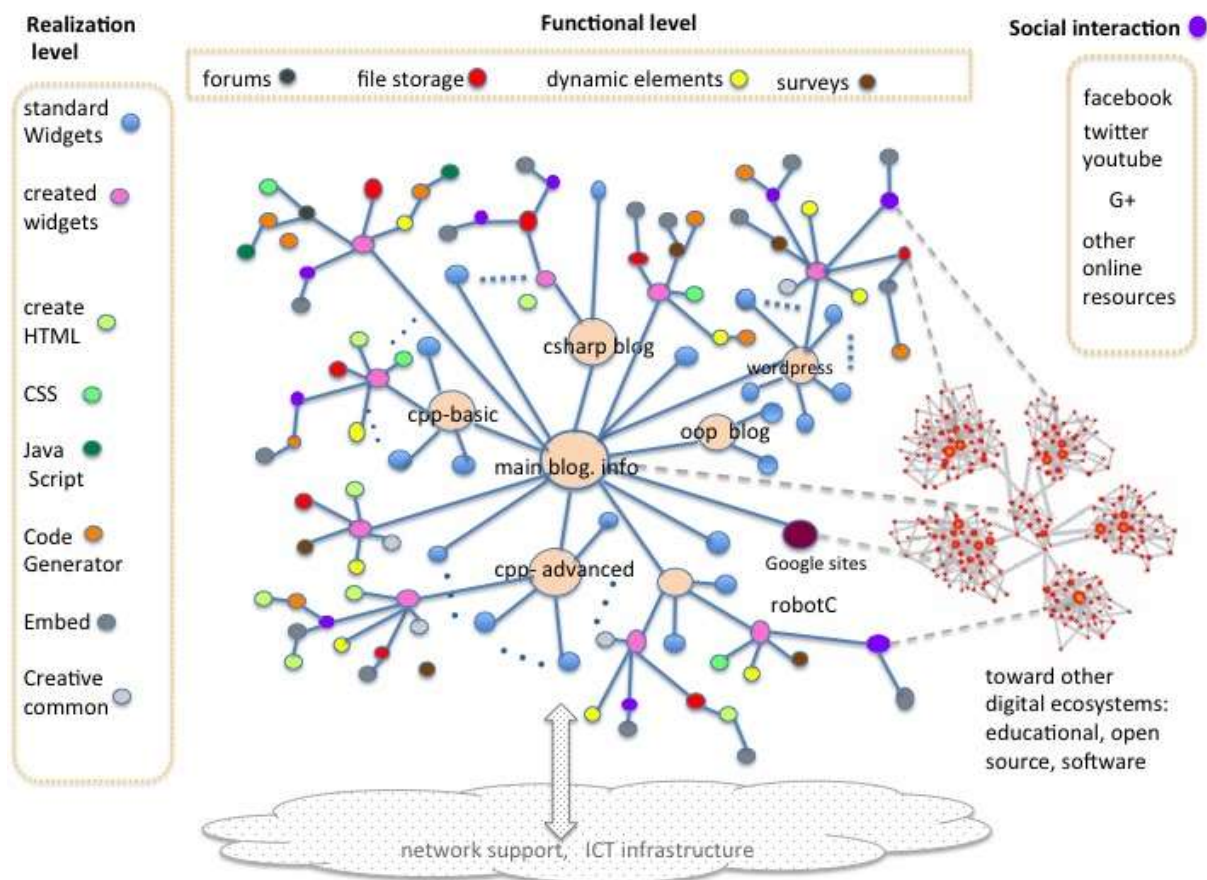 Realization
level
Functional level
Social interaction
forums
file storage
dynamic elements
surveys
standard
Widgets
created
widgets
create
HTML
CSS
Java
Script
Code
Generator
Embed
Creative
common
facebook
twitter
youtube
G+
other
online
resources
csharp blog
wordpress
cpp-basic
oop blog
main blog. info
Google sites
cpp- advanced
robotC
toward other
digital ecosystems:
educational, open
source, software
network support, ICT infrastructure